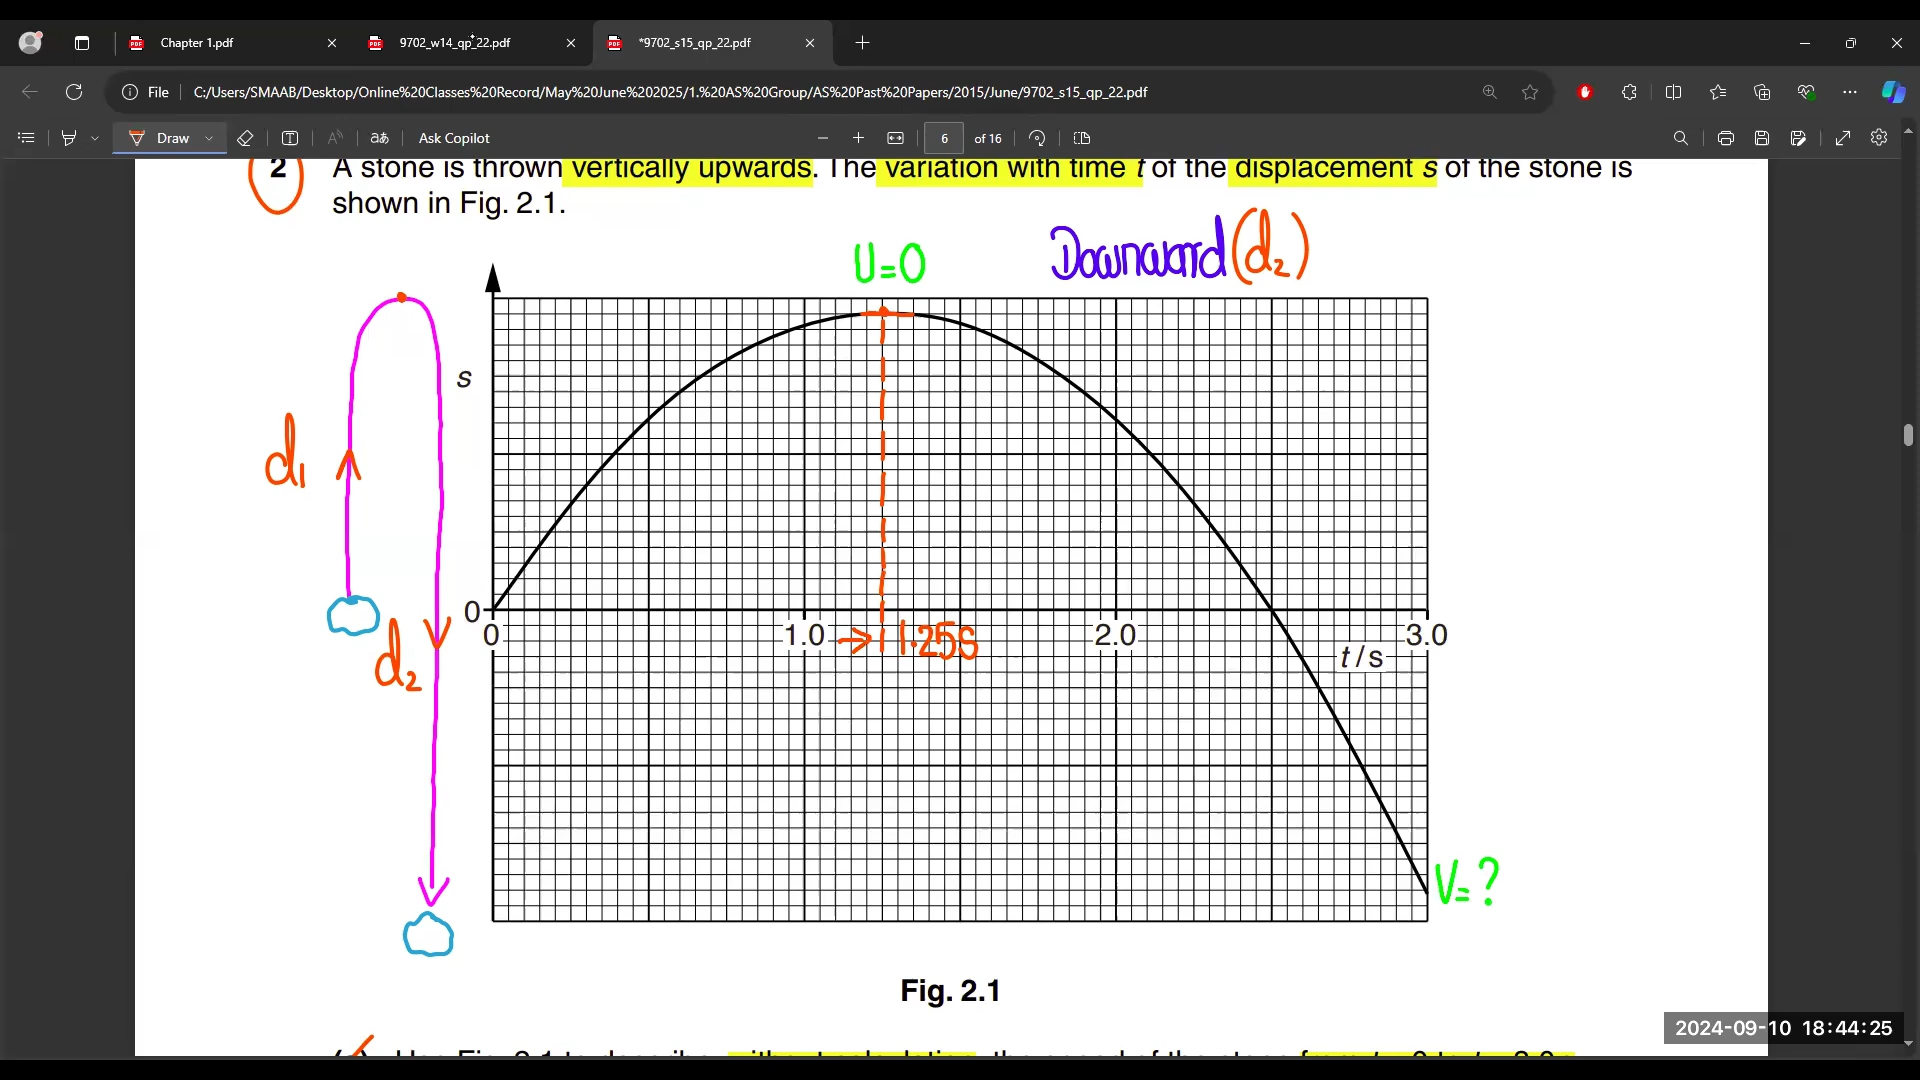 Chapter 1.pdf
9702_w14_qp_22.pdf
*9702_s15_qp_22.pdf
File
C:/Users/SMAAB/Desktop/Online%20Classes%20Record/May%20June%202025/1.%20AS%20Group/AS%20Past%20Papers/2015/June/9702_s15_qp_22.pdf
Draw
Ask Copilot
6 of 16
2 A stone is thrown vertically upwards. The variation with time t of the displacement s of the stone is
shown in Fig. 2.1.
U=0
Downward (d₂)
s
d₁
0
0 1.0 → 1.25s 2.0 3.0
t / s
d₂
V=?
Fig. 2.1
2024-09-10 18:44:25